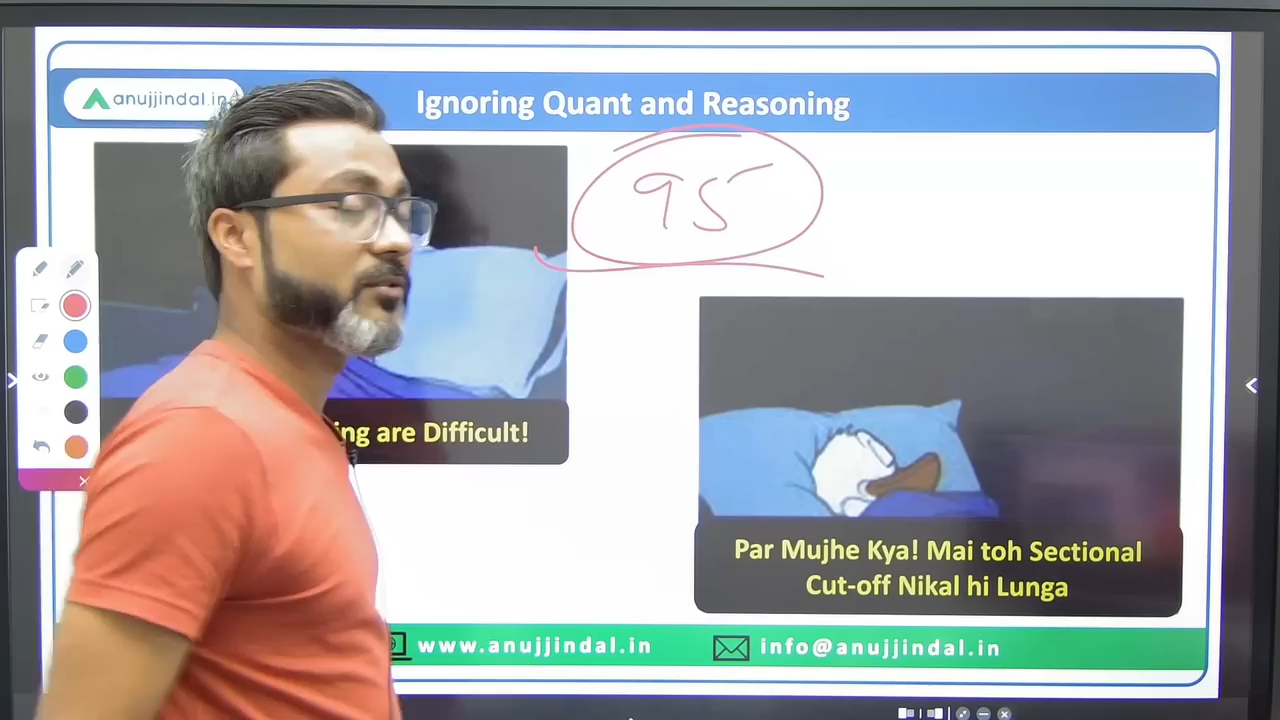 anujjindal.in
Ignoring Quant and Reasoning
95
ing are Difficult!
Par Mujhe Kya! Mai toh Sectional
Cut-off Nikal hi Lunga
www.anujjindal.in
info@anujjindal.in